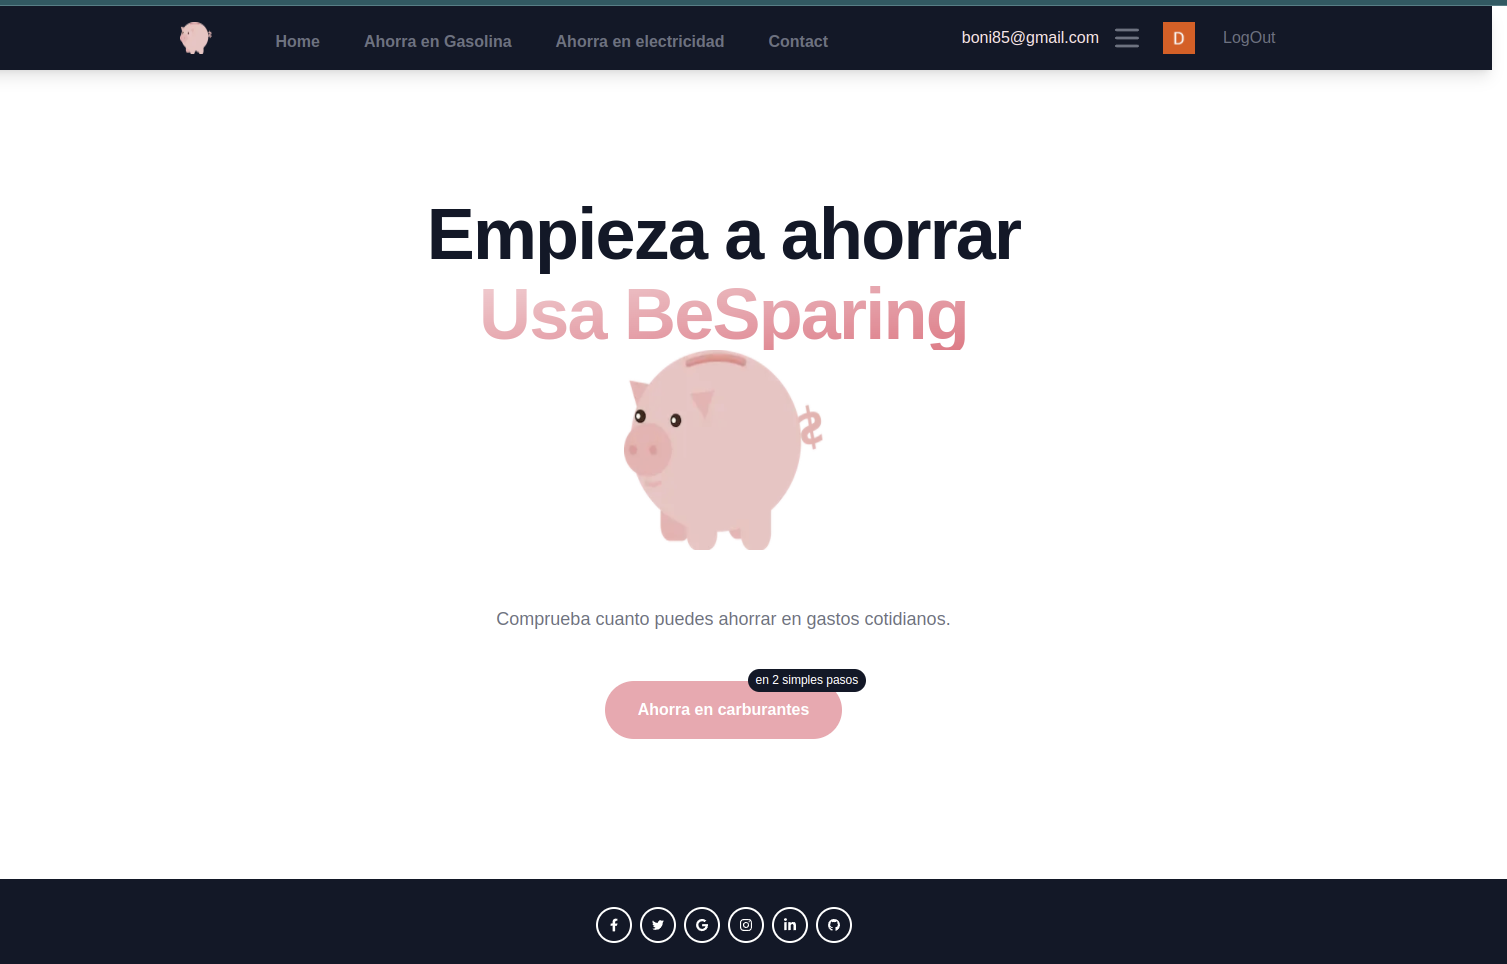 Home
Ahorra en Gasolina
Ahorra en electricidad
Contact
boni85@gmail.com
D
LogOut
Empieza a ahorrar
Usa BeSparing
Comprueba cuanto puedes ahorrar en gastos cotidianos.
en 2 simples pasos
Ahorra en carburantes